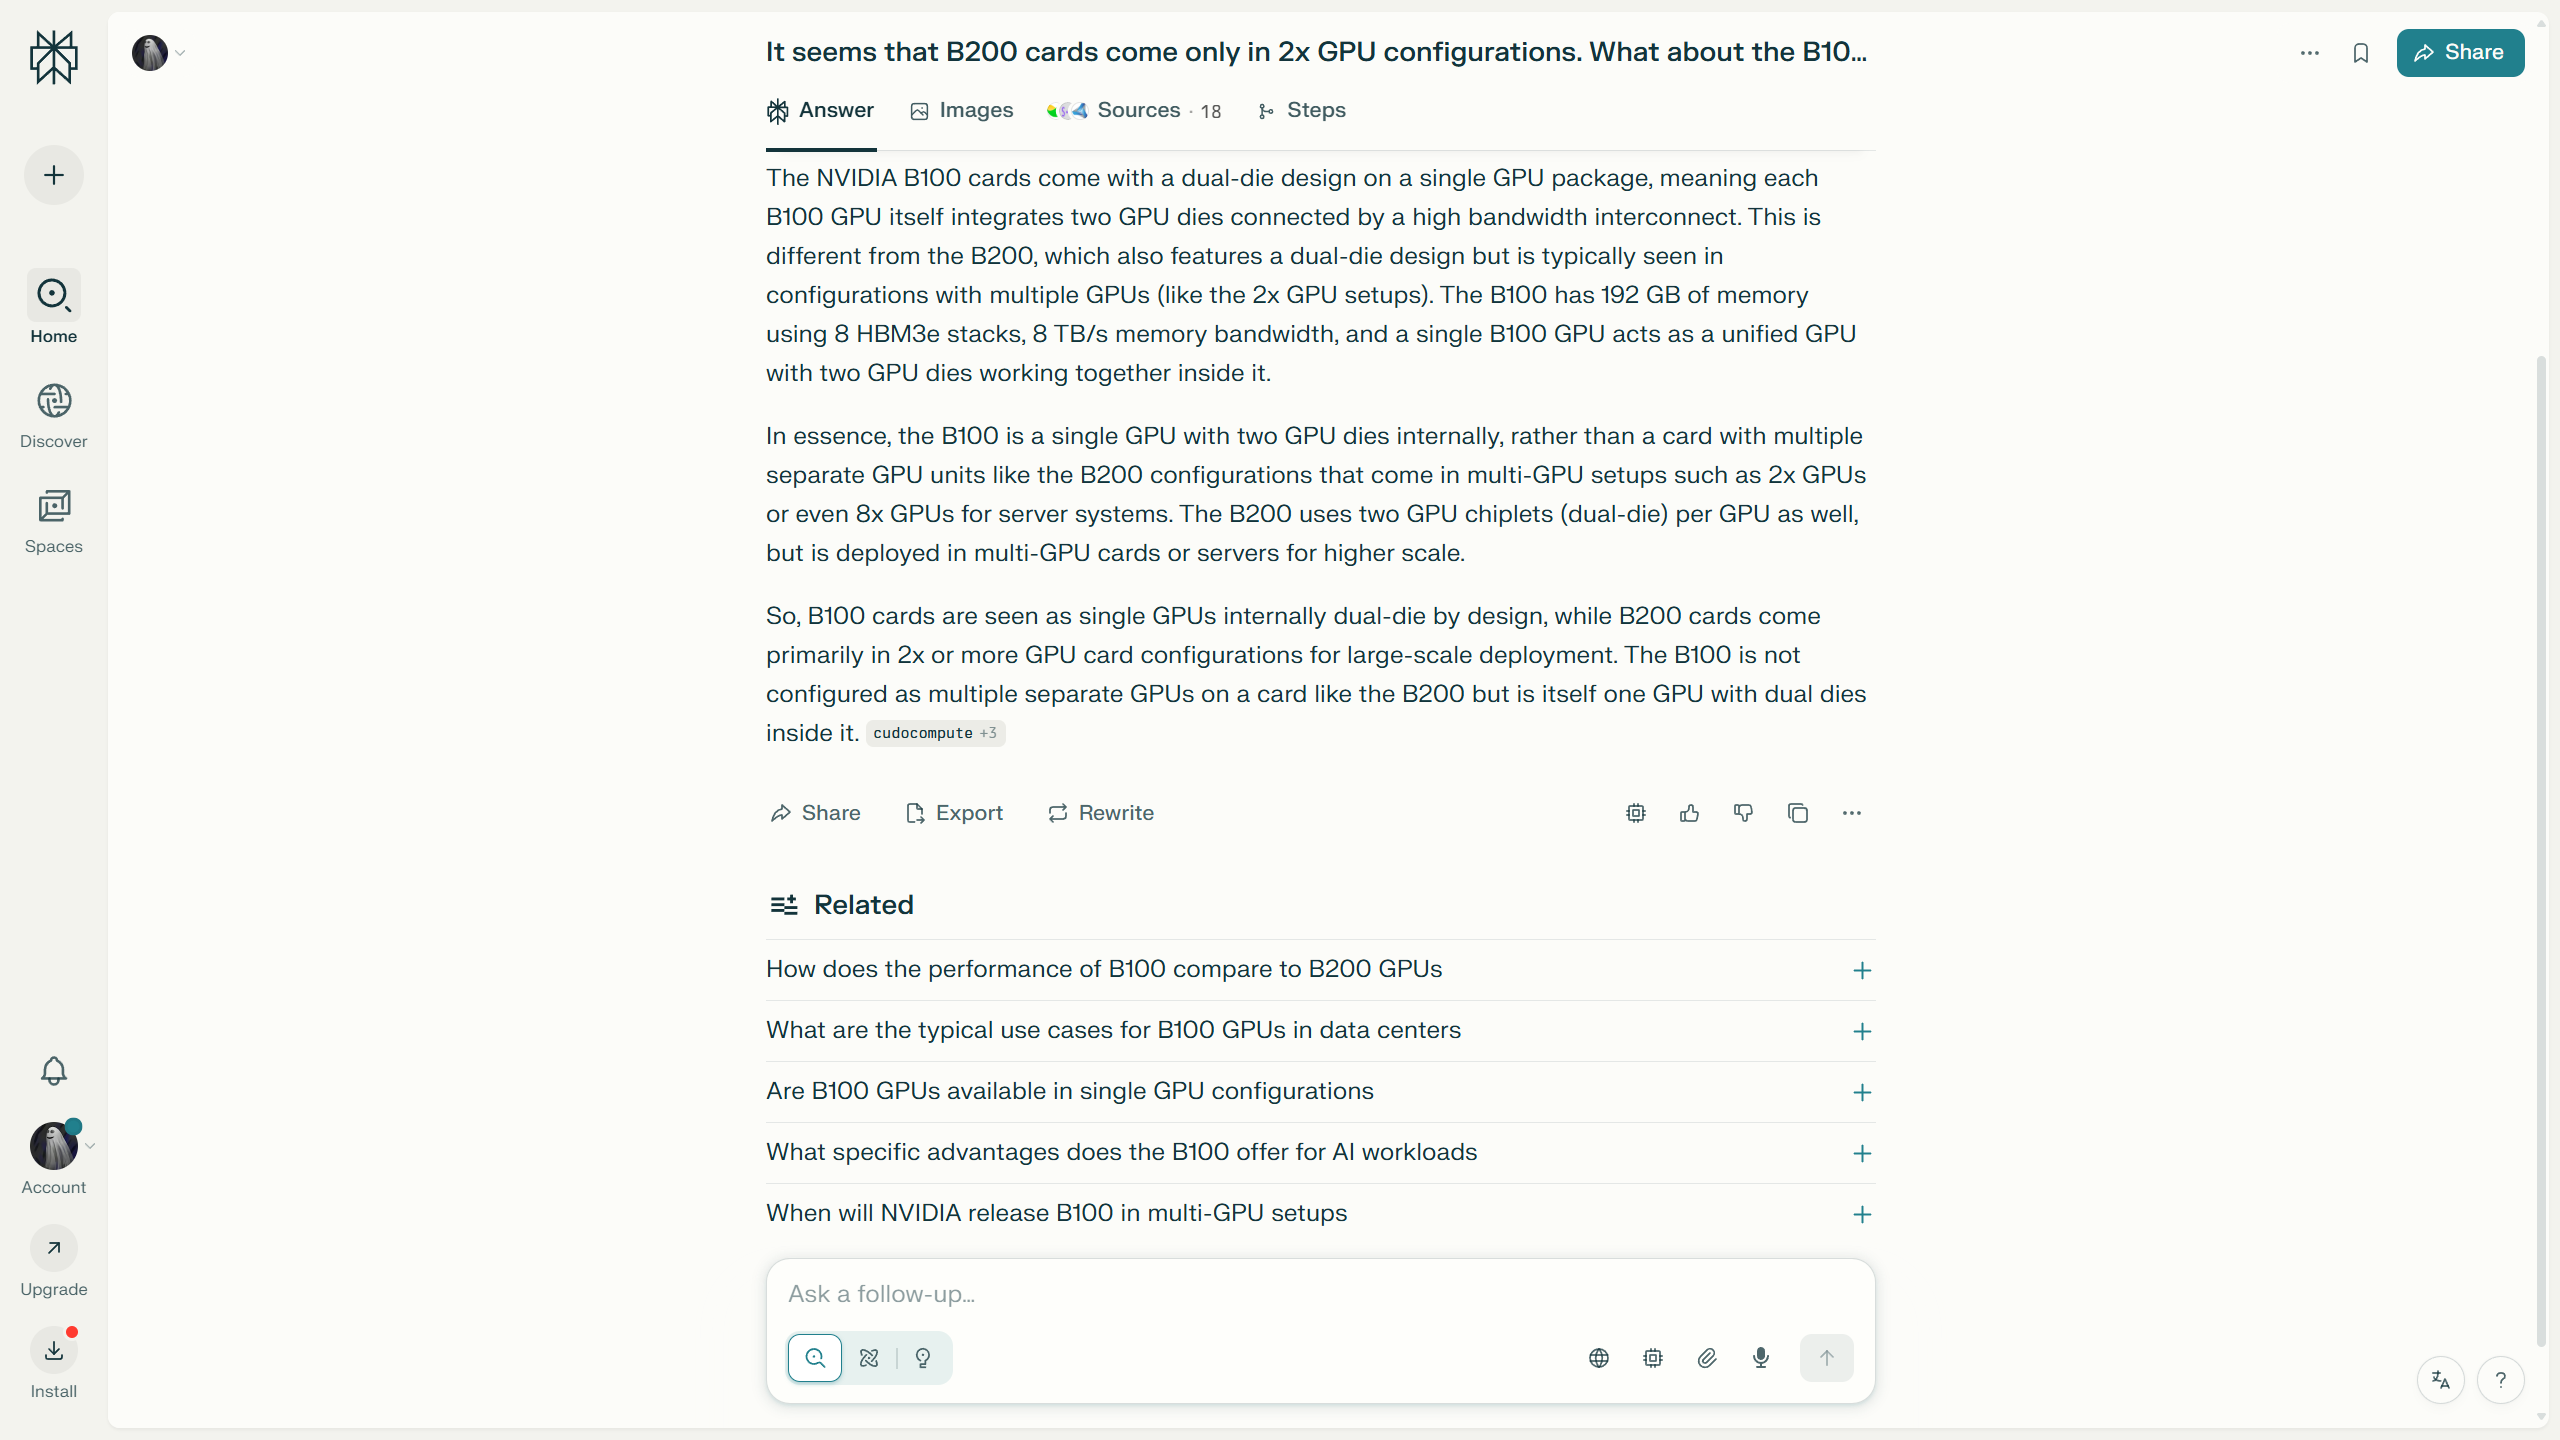 It seems that B200 cards come only in 2x GPU configurations. What about the B10...
Share
Answer
Images
Sources · 18
Steps
The NVIDIA B100 cards come with a dual-die design on a single GPU package, meaning each
B100 GPU itself integrates two GPU dies connected by a high bandwidth interconnect. This is
different from the B200, which also features a dual-die design but is typically seen in
configurations with multiple GPUs (like the 2x GPU setups). The B100 has 192 GB of memory
using 8 HBM3e stacks, 8 TB/s memory bandwidth, and a single B100 GPU acts as a unified GPU
with two GPU dies working together inside it.
In essence, the B100 is a single GPU with two GPU dies internally, rather than a card with multiple
separate GPU units like the B200 configurations that come in multi-GPU setups such as 2x GPUs
or even 8x GPUs for server systems. The B200 uses two GPU chiplets (dual-die) per GPU as well,
but is deployed in multi-GPU cards or servers for higher scale.
So, B100 cards are seen as single GPUs internally dual-die by design, while B200 cards come
primarily in 2x or more GPU card configurations for large-scale deployment. The B100 is not
configured as multiple separate GPUs on a card like the B200 but is itself one GPU with dual dies
inside it. cudocompute +3
Share
Export
Rewrite
Related
How does the performance of B100 compare to B200 GPUs
What are the typical use cases for B100 GPUs in data centers
Are B100 GPUs available in single GPU configurations
What specific advantages does the B100 offer for AI workloads
When will NVIDIA release B100 in multi-GPU setups
Ask a follow-up...
Home
Discover
Spaces
Account
Upgrade
Install